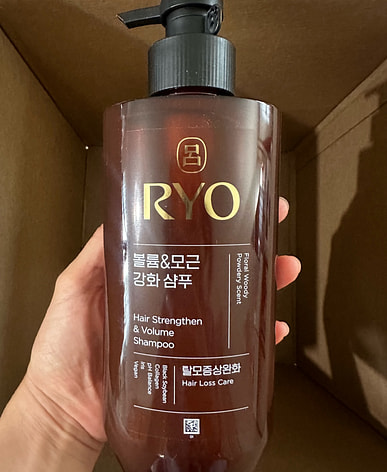 呂
RYO
볼륨&모근
강화 샴푸
Floral Woody
Powdery Scent
Hair Strengthen
& Volume
Shampoo
Black Soybean
Collagen
Iris
pH Balance
Vegan
탈모증상완화
Hair Loss Care